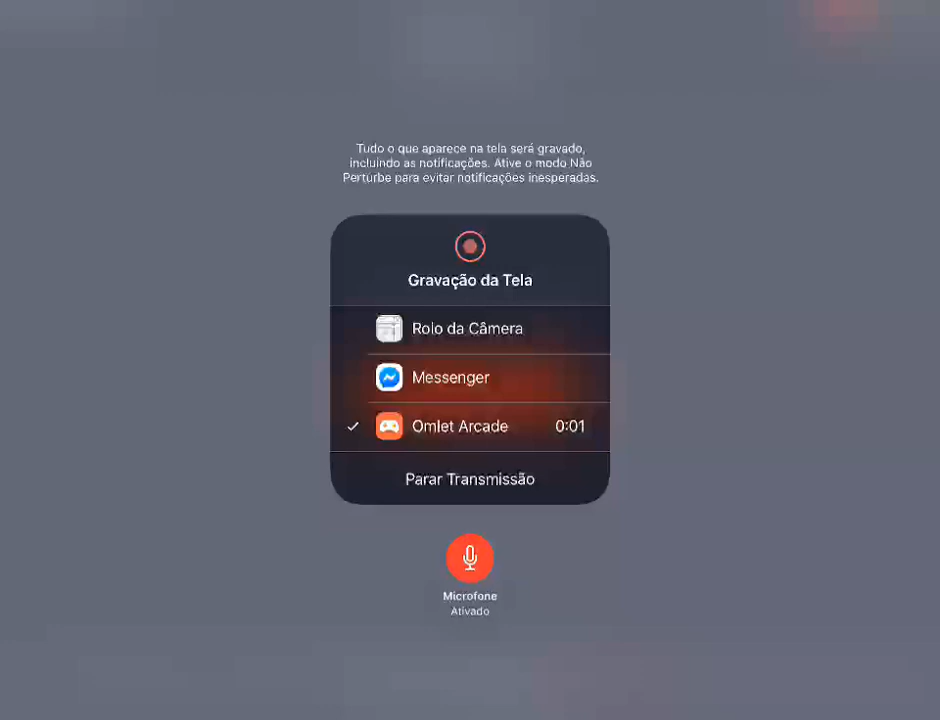 Tudo o que aparece na tela será gravado,
incluindo as notificações. Ative o modo Não
Perturbe para evitar notificações inesperadas.
Gravação da Tela
Rolo da Câmera
Messenger
Omlet Arcade 0:01
Parar Transmissão
Microfone
Ativado